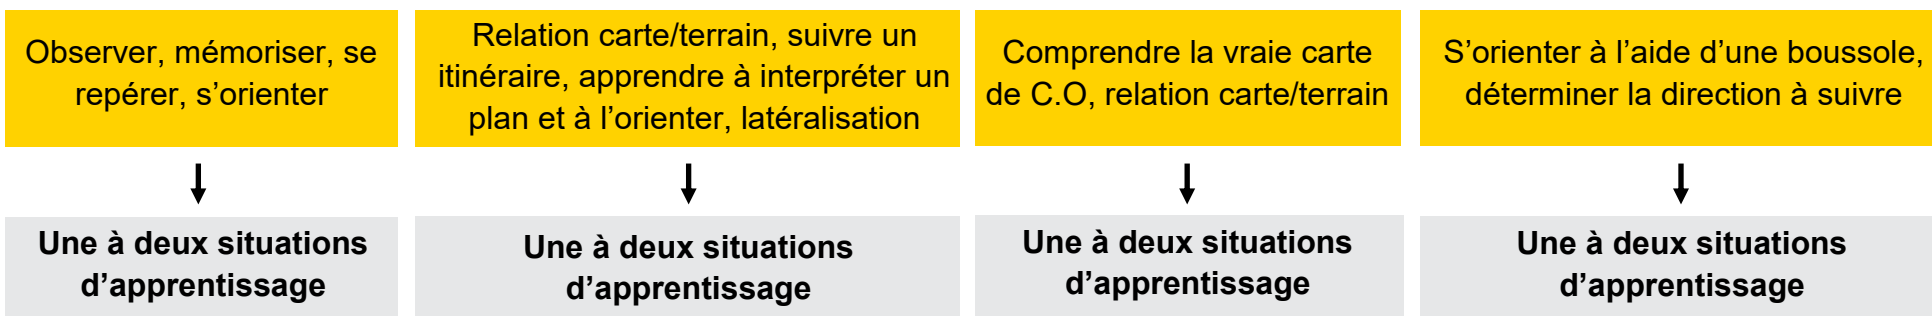 Observer, mémoriser, se
repérer, s’orienter
Relation carte/terrain, suivre un
itinéraire, apprendre à interpréter un
plan et à l’orienter, latéralisation
Comprendre la vraie carte
de C.O, relation carte/terrain
S’orienter à l’aide d’une boussole,
déterminer la direction à suivre
Une à deux situations
d’apprentissage
Une à deux situations
d’apprentissage
Une à deux situations
d’apprentissage
Une à deux situations
d’apprentissage